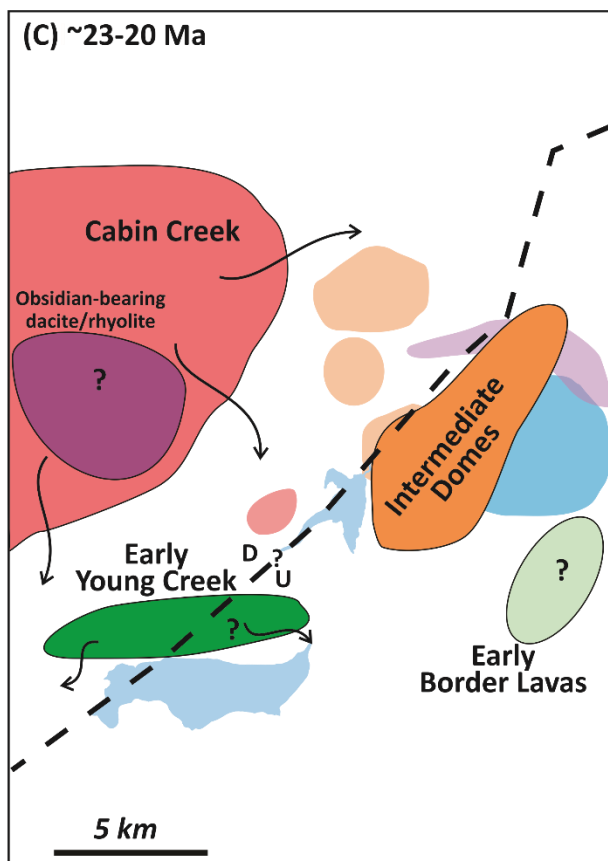 (C) ~23-20 Ma
Cabin Creek
Obsidian-bearing
dacite/rhyolite
?
Intermediate
Domes
D ?
U
Early
Young Creek
?
?
Early
Border Lavas
5 km